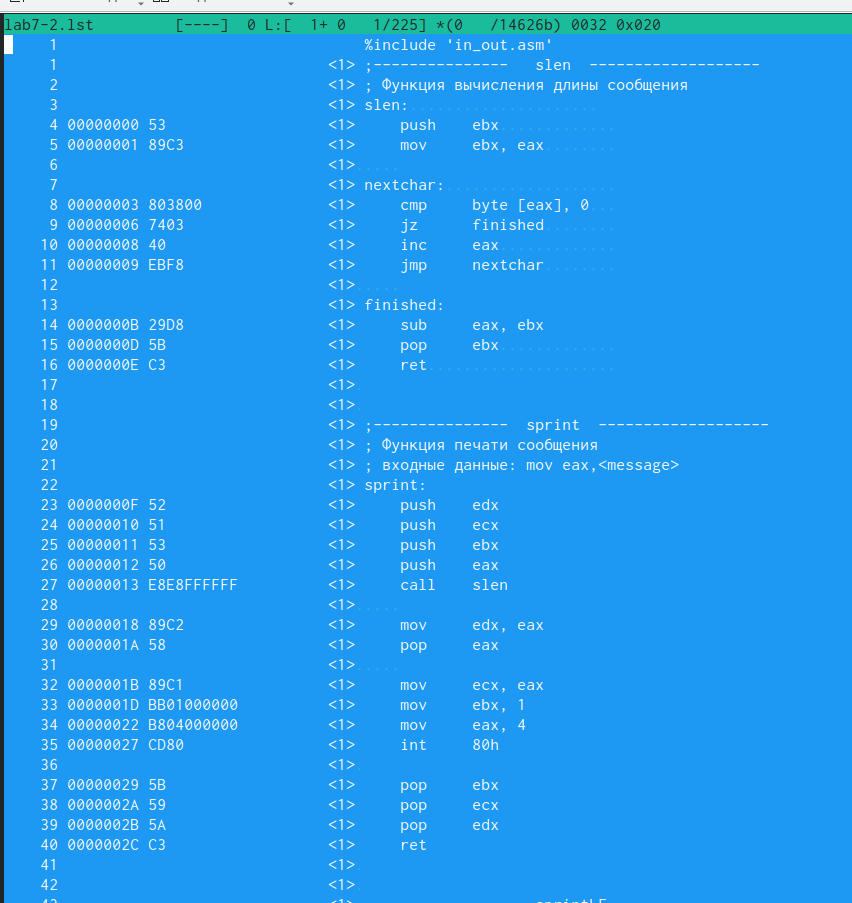 lab7-2.lst [----] 0 L:[ 1+ 0 1/225] *(0 /14626b) 0032 0x020
1 %include 'in_out.asm'
1 <1> ;--------------- slen -------------------
2 <1> ; Функция вычисления длины сообщения
3 <1> slen:.....................
4 00000000 53 <1> push ebx.............
5 00000001 89C3 <1> mov ebx, eax........
6 <1>.....
7 <1> nextchar:...................
8 00000003 803800 <1> cmp byte [eax], 0...
9 00000006 7403 <1> jz finished........
10 00000008 40 <1> inc eax.............
11 00000009 EBF8 <1> jmp nextchar........
12 <1>.....
13 <1> finished:
14 0000000B 29D8 <1> sub eax, ebx
15 0000000D 5B <1> pop ebx.............
16 0000000E C3 <1> ret.....................
17 <1>
18 <1>
19 <1> ;--------------- sprint -------------------
20 <1> ; Функция печати сообщения
21 <1> ; входные данные: mov eax,<message>
22 <1> sprint:
23 0000000F 52 <1> push edx
24 00000010 51 <1> push ecx
25 00000011 53 <1> push ebx
26 00000012 50 <1> push eax
27 00000013 E8E8FFFFFF <1> call slen
28 <1>.....
29 00000018 89C2 <1> mov edx, eax
30 0000001A 58 <1> pop eax
31 <1>.....
32 0000001B 89C1 <1> mov ecx, eax
33 0000001D BB01000000 <1> mov ebx, 1
34 00000022 B804000000 <1> mov eax, 4
35 00000027 CD80 <1> int 80h
36 <1>
37 00000029 5B <1> pop ebx
38 0000002A 59 <1> pop ecx
39 0000002B 5A <1> pop edx
40 0000002C C3 <1> ret
41 <1>
42 <1>